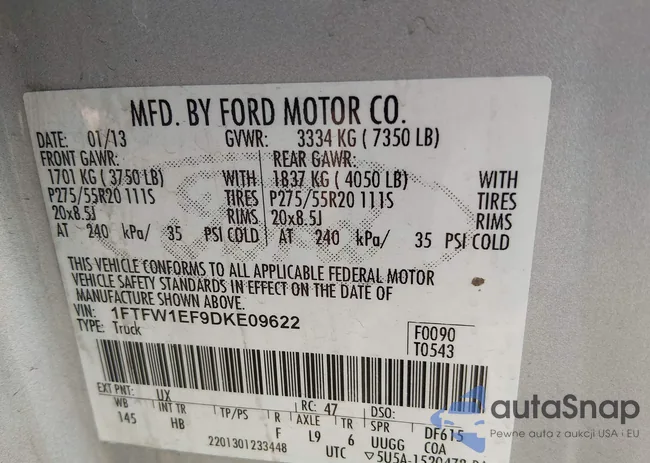 MFD. BY FORD MOTOR CO.
DATE: 01/13 GVWR: 3334 KG ( 7350 LB)
FRONT GAWR: REAR GAWR:
1701 KG ( 3750 LB) WITH 1837 KG ( 4050 LB) WITH
P275/55R20 111S TIRES P275/55R20 111S TIRES
20x8.5J RIMS 20x8.5J RIMS
AT 240 kPa/ 35 PSI COLD AT 240 kPa/ 35 PSI COLD
THIS VEHICLE CONFORMS TO ALL APPLICABLE FEDERAL MOTOR
VEHICLE SAFETY STANDARDS IN EFFECT ON THE DATE OF
MANUFACTURE SHOWN ABOVE.
VIN: 1FTFW1EF9DKE09622
TYPE: Truck
F0090
T0543
EXT PNT: UX RC: 47 DSO:
WB INT TR TP/PS R AXLE TR SPR DF615
145 HB F L9 6 UUGG COA
2201301233448 UTC
autaSnap
Pewne auta z aukcji USA i EU